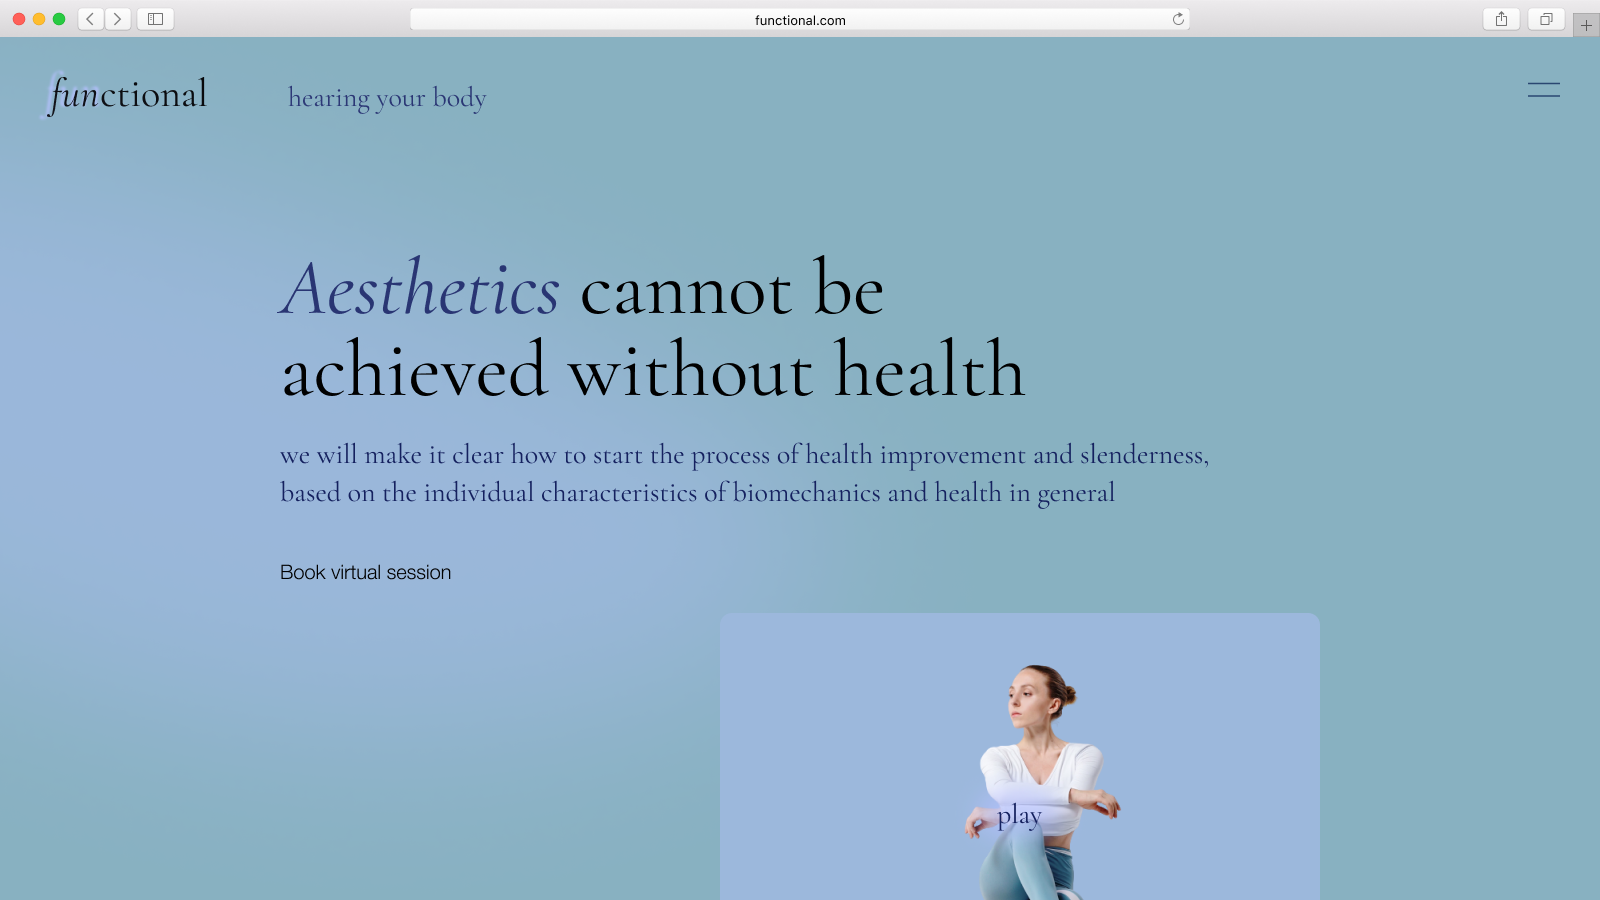 functional.com
functional
hearing your body
Aesthetics cannot be
achieved without health
we will make it clear how to start the process of health improvement and slenderness,
based on the individual characteristics of biomechanics and health in general
Book virtual session
play